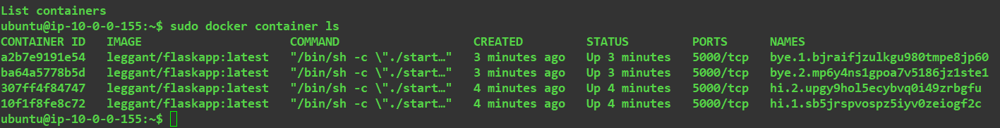 List containers
ubuntu@ip-10-0-0-155:~$ sudo docker container ls
CONTAINER ID   IMAGE                    COMMAND                  CREATED         STATUS         PORTS      NAMES
a2b7e9191e54   leggant/flaskapp:latest   "/bin/sh -c \"./start…"   3 minutes ago   Up 3 minutes   5000/tcp   bye.1.bjraifjzulkgu980tmpe8jp60
ba64a5778b5d   leggant/flaskapp:latest   "/bin/sh -c \"./start…"   3 minutes ago   Up 3 minutes   5000/tcp   bye.2.mp6y4ns1gpoa7v5186jz1ste1
307ff4f84747   leggant/flaskapp:latest   "/bin/sh -c \"./start…"   4 minutes ago   Up 4 minutes   5000/tcp   hi.2.upgy9hol5ecybvq0i49zrbgfu
10f1f8fe8c72   leggant/flaskapp:latest   "/bin/sh -c \"./start…"   4 minutes ago   Up 4 minutes   5000/tcp   hi.1.sb5jrspvospz5iyv0zeiogf2c
ubuntu@ip-10-0-0-155:~$